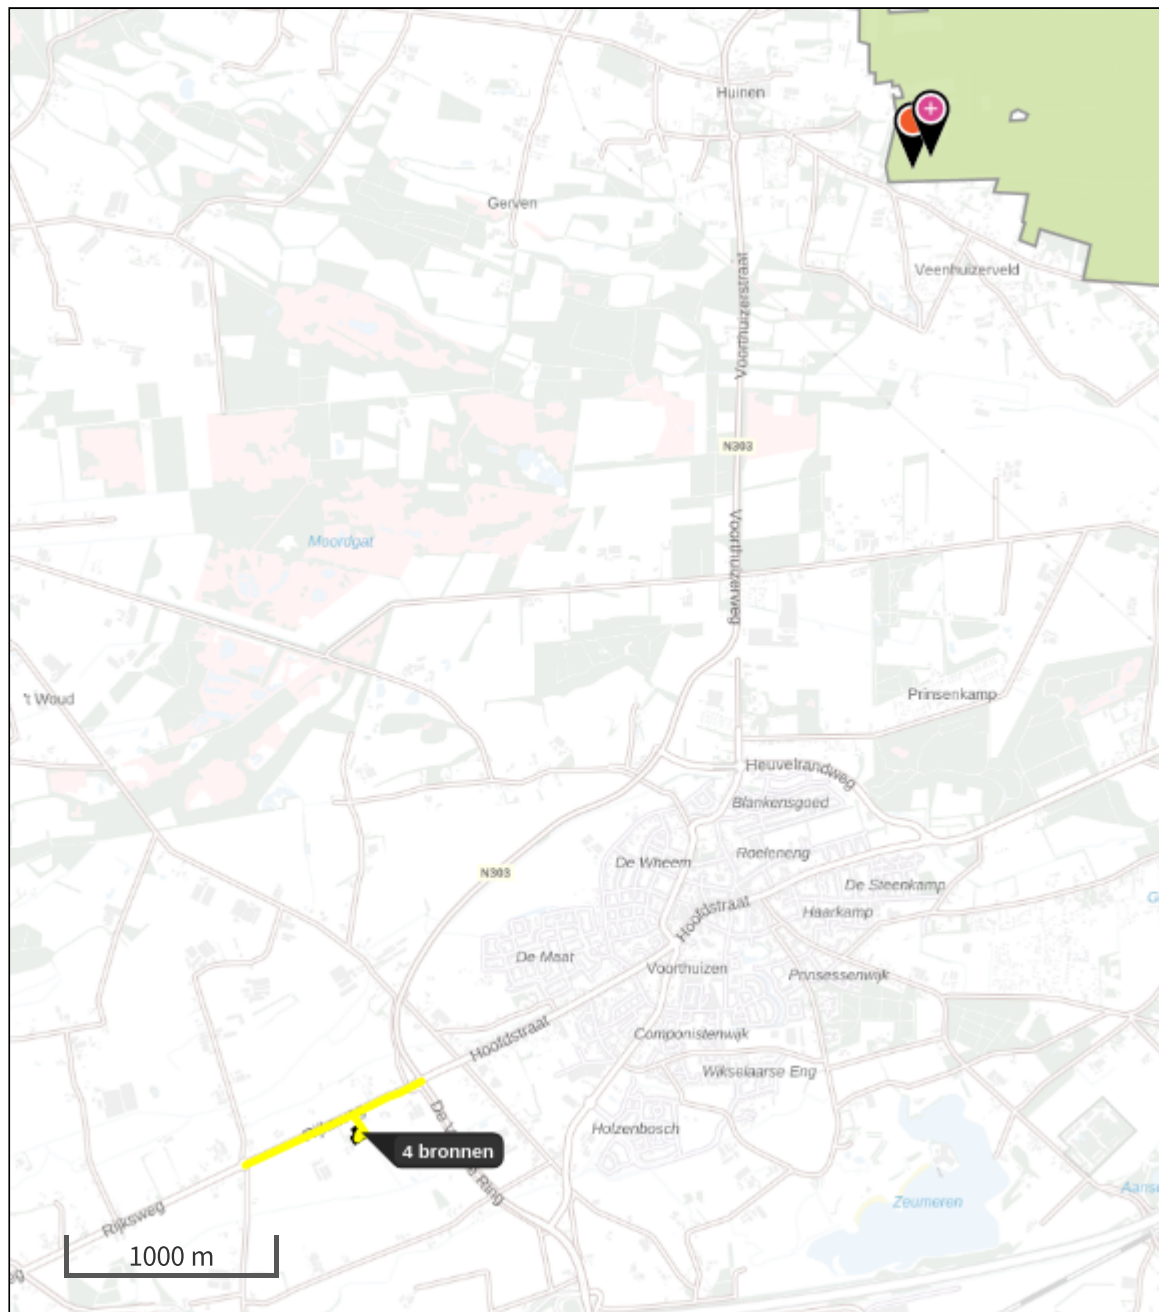 Huinen
Gerven
Veenhuizerveld
Voorthuizerstraat
N303
Voorthuizerweg
Moordgat
't Woud
Prinsenkamp
Heuvelrandweg
Blankensgoed
De Wheem
Roeleneng
N303
De Steenkamp
Hoofdstraat
Haarkamp
De Maat
Voorthuizen
Prinsessenwijk
Hoofdstraat
Componistenwijk
Wikselaarse Eng
Holzenbosch
4 bronnen
Ring
Zeumeren
Rijksweg
1000 m